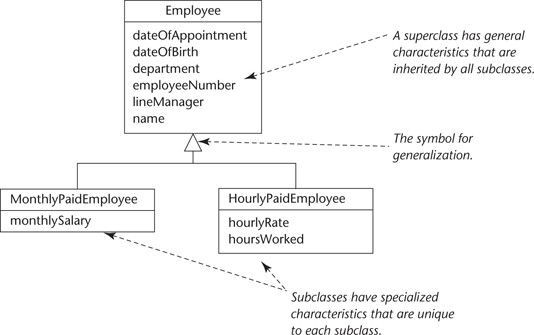 Employee
dateOfAppointment
dateOfBirth
department
employeeNumber
lineManager
name
A superclass has general
characteristics that are
inherited by all subclasses.
The symbol for
generalization.
MonthlyPaidEmployee
monthlySalary
HourlyPaidEmployee
hourlyRate
hoursWorked
Subclasses have specialized
characteristics that are unique
to each subclass.